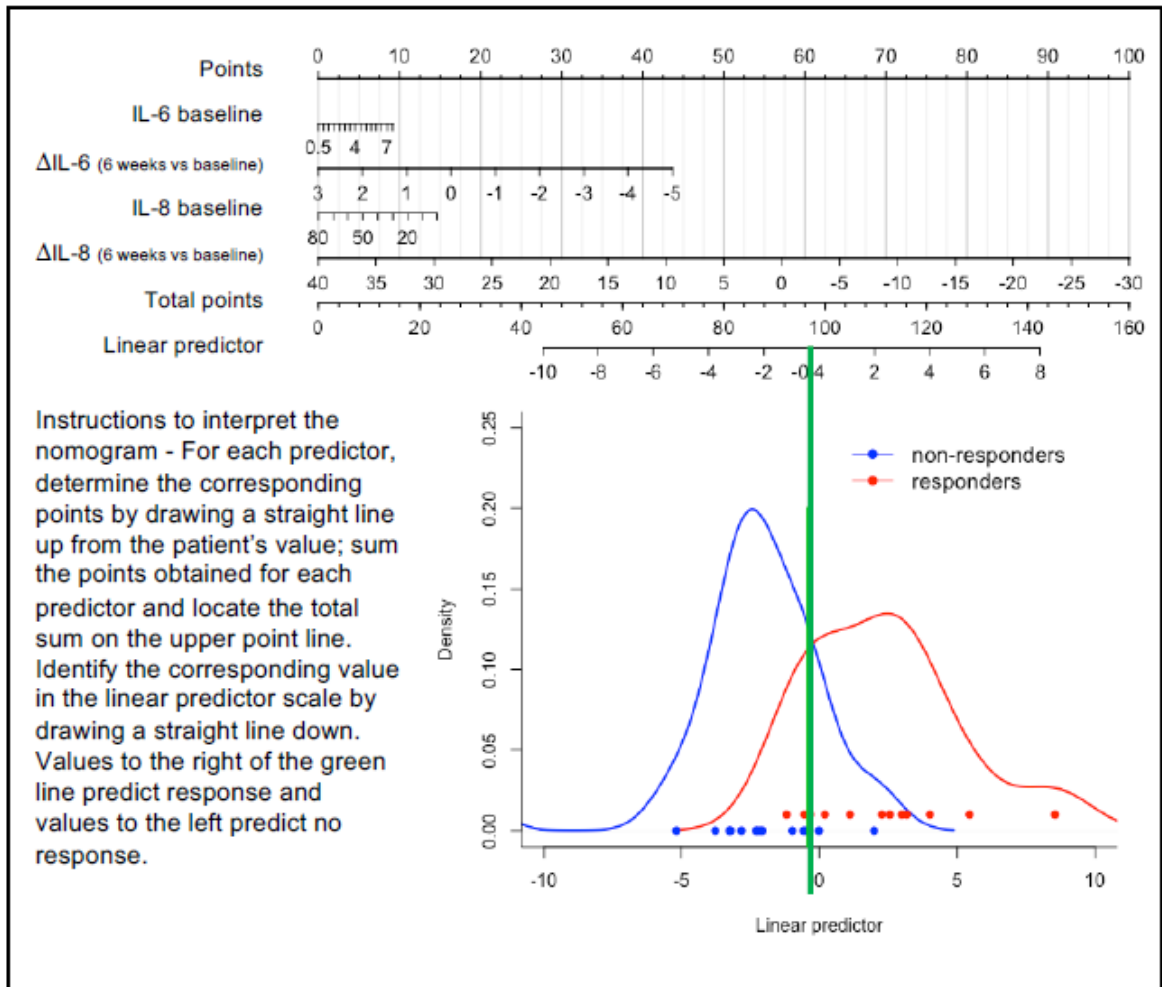 Points
0 10 20 30 40 50 60 70 80 90 100
IL-6 baseline
0.5 4 7
ΔIL-6 (6 weeks vs baseline)
3 2 1 0 -1 -2 -3 -4 -5
IL-8 baseline
80 50 20
ΔIL-8 (6 weeks vs baseline)
40 35 30 25 20 15 10 5 0 -5 -10 -15 -20 -25 -30
Total points
0 20 40 60 80 100 120 140 160
Linear predictor
-10 -8 -6 -4 -2 -0.4 2 4 6 8
Instructions to interpret the
nomogram - For each predictor,
determine the corresponding
points by drawing a straight line
up from the patient's value; sum
the points obtained for each
predictor and locate the total
sum on the upper point line.
Identify the corresponding value
in the linear predictor scale by
drawing a straight line down.
Values to the right of the green
line predict response and
values to the left predict no
response.
non-responders
responders
Density
0.25
0.20
0.15
0.10
0.05
0.00
-10 -5 0 5 10
Linear predictor